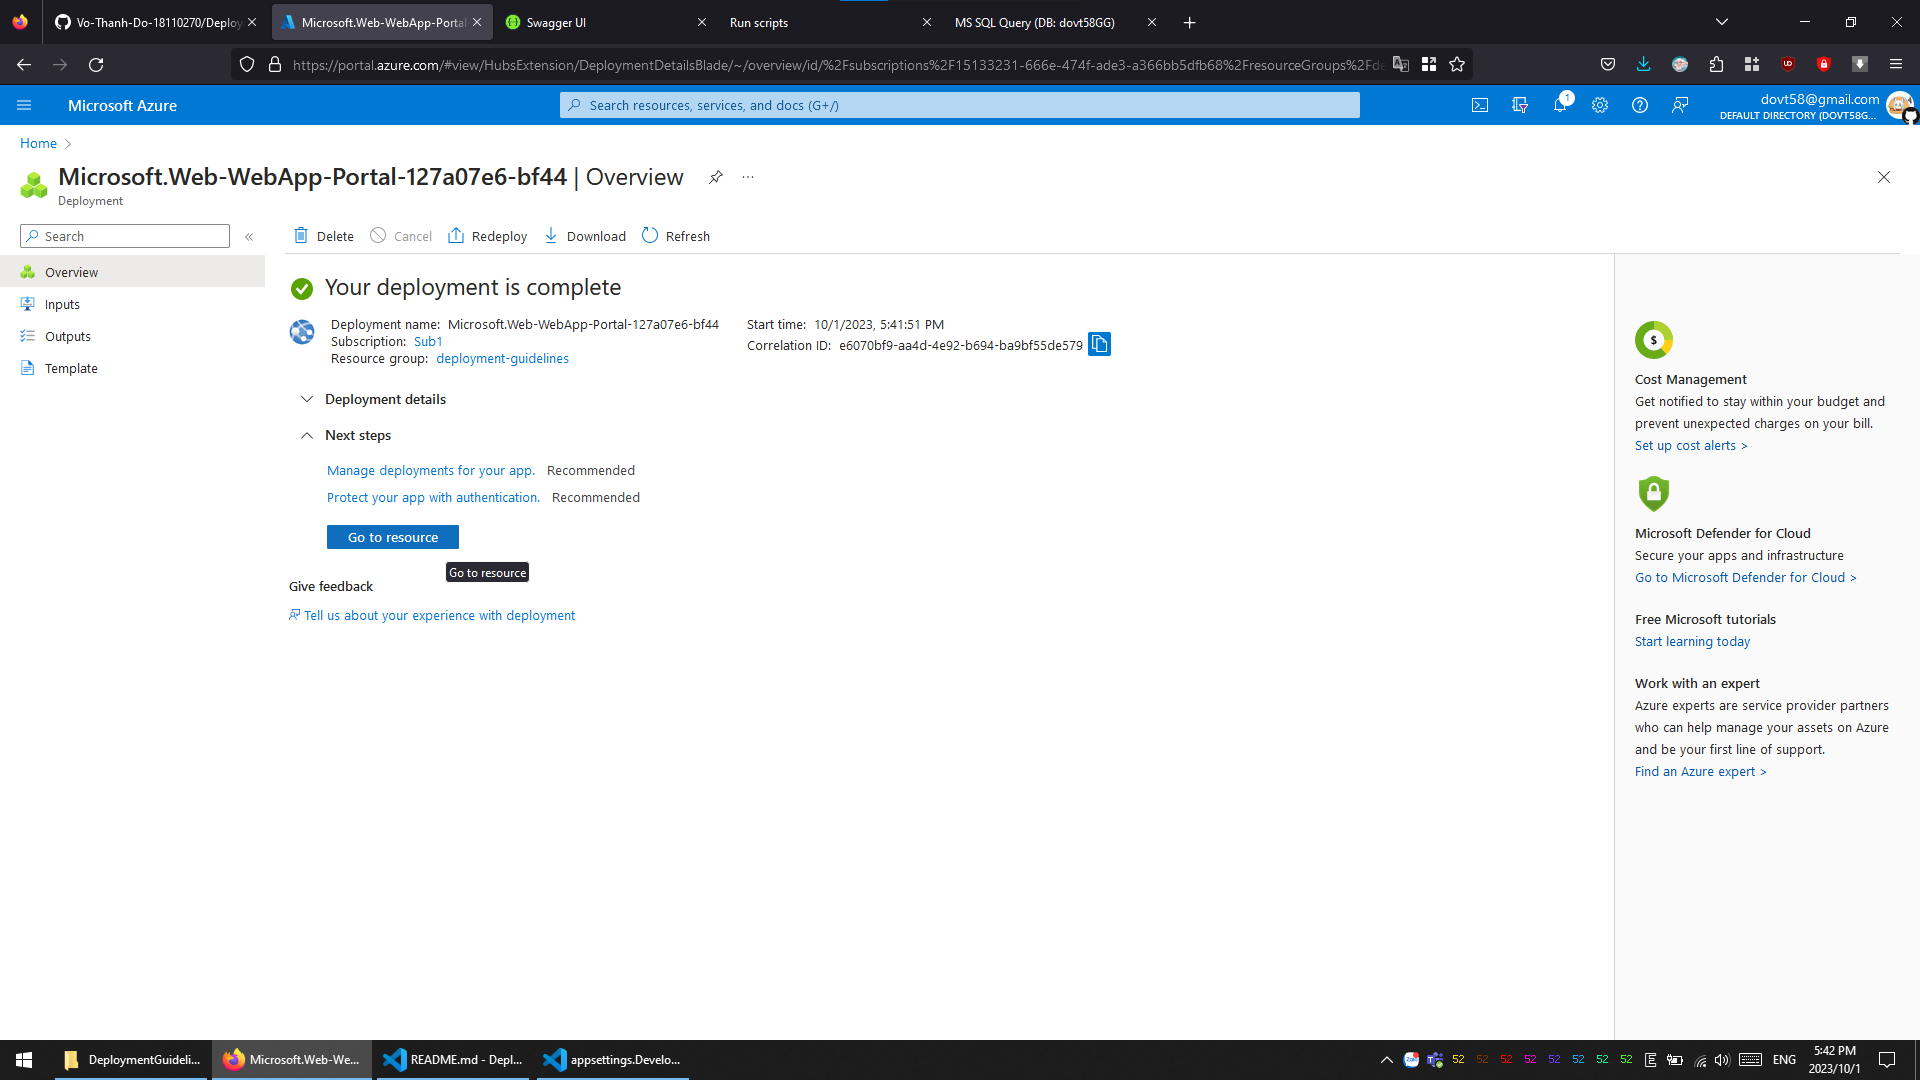 Vo-Thanh-Do-18110270/Deploy
Microsoft.Web-WebApp-Portal
Swagger UI
Run scripts
MS SQL Query (DB: dovt58GG)
https://portal.azure.com/#view/HubsExtension/DeploymentDetailsBlade/~/overview/id/%2Fsubscriptions%2F15133231-666e-474f-ade3-a366bb5dfb68%2FresourceGroups%2Fde
Microsoft Azure
Search resources, services, and docs (G+/)
1
dovt58@gmail.com
DEFAULT DIRECTORY (DOVT58G...
Home
Microsoft.Web-WebApp-Portal-127a07e6-bf44 | Overview
Deployment
Search
Delete
Cancel
Redeploy
Download
Refresh
Overview
Inputs
Outputs
Template
Your deployment is complete
Deployment name: Microsoft.Web-WebApp-Portal-127a07e6-bf44
Subscription: Sub1
Resource group: deployment-guidelines
Start time: 10/1/2023, 5:41:51 PM
Correlation ID: e6070bf9-aa4d-4e92-b694-ba9bf55de579
Deployment details
Next steps
Manage deployments for your app. Recommended
Protect your app with authentication. Recommended
Go to resource
Go to resource
Give feedback
Tell us about your experience with deployment
$
Cost Management
Get notified to stay within your budget and
prevent unexpected charges on your bill.
Set up cost alerts >
Microsoft Defender for Cloud
Secure your apps and infrastructure
Go to Microsoft Defender for Cloud >
Free Microsoft tutorials
Start learning today
Work with an expert
Azure experts are service provider partners
who can help manage your assets on Azure
and be your first line of support.
Find an Azure expert >
DeploymentGuideli...
Microsoft.Web-We...
README.md - Depl...
appsettings.Develo...
52 52 52 52 52 52 52 52
ENG
5:42 PM
2023/10/1